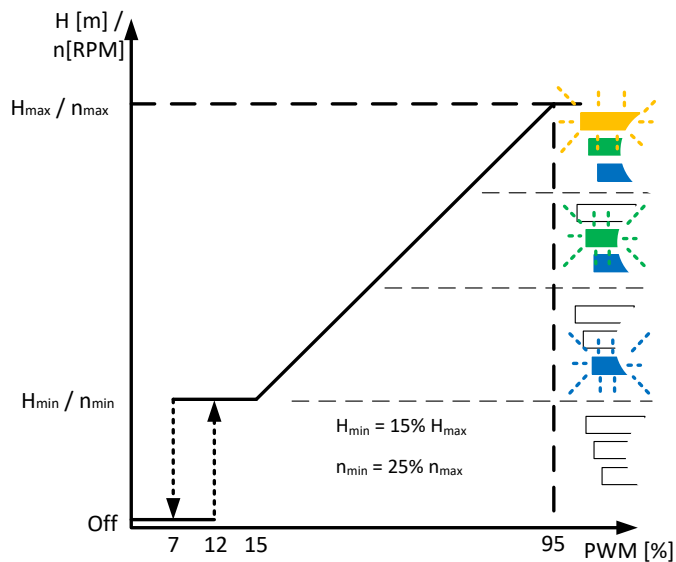 H [m] /
n[RPM]
Hmax / nmax
Hmin / nmin
Hmin = 15% Hmax
nmin = 25% nmax
Off
7 12 15 95 PWM [%]